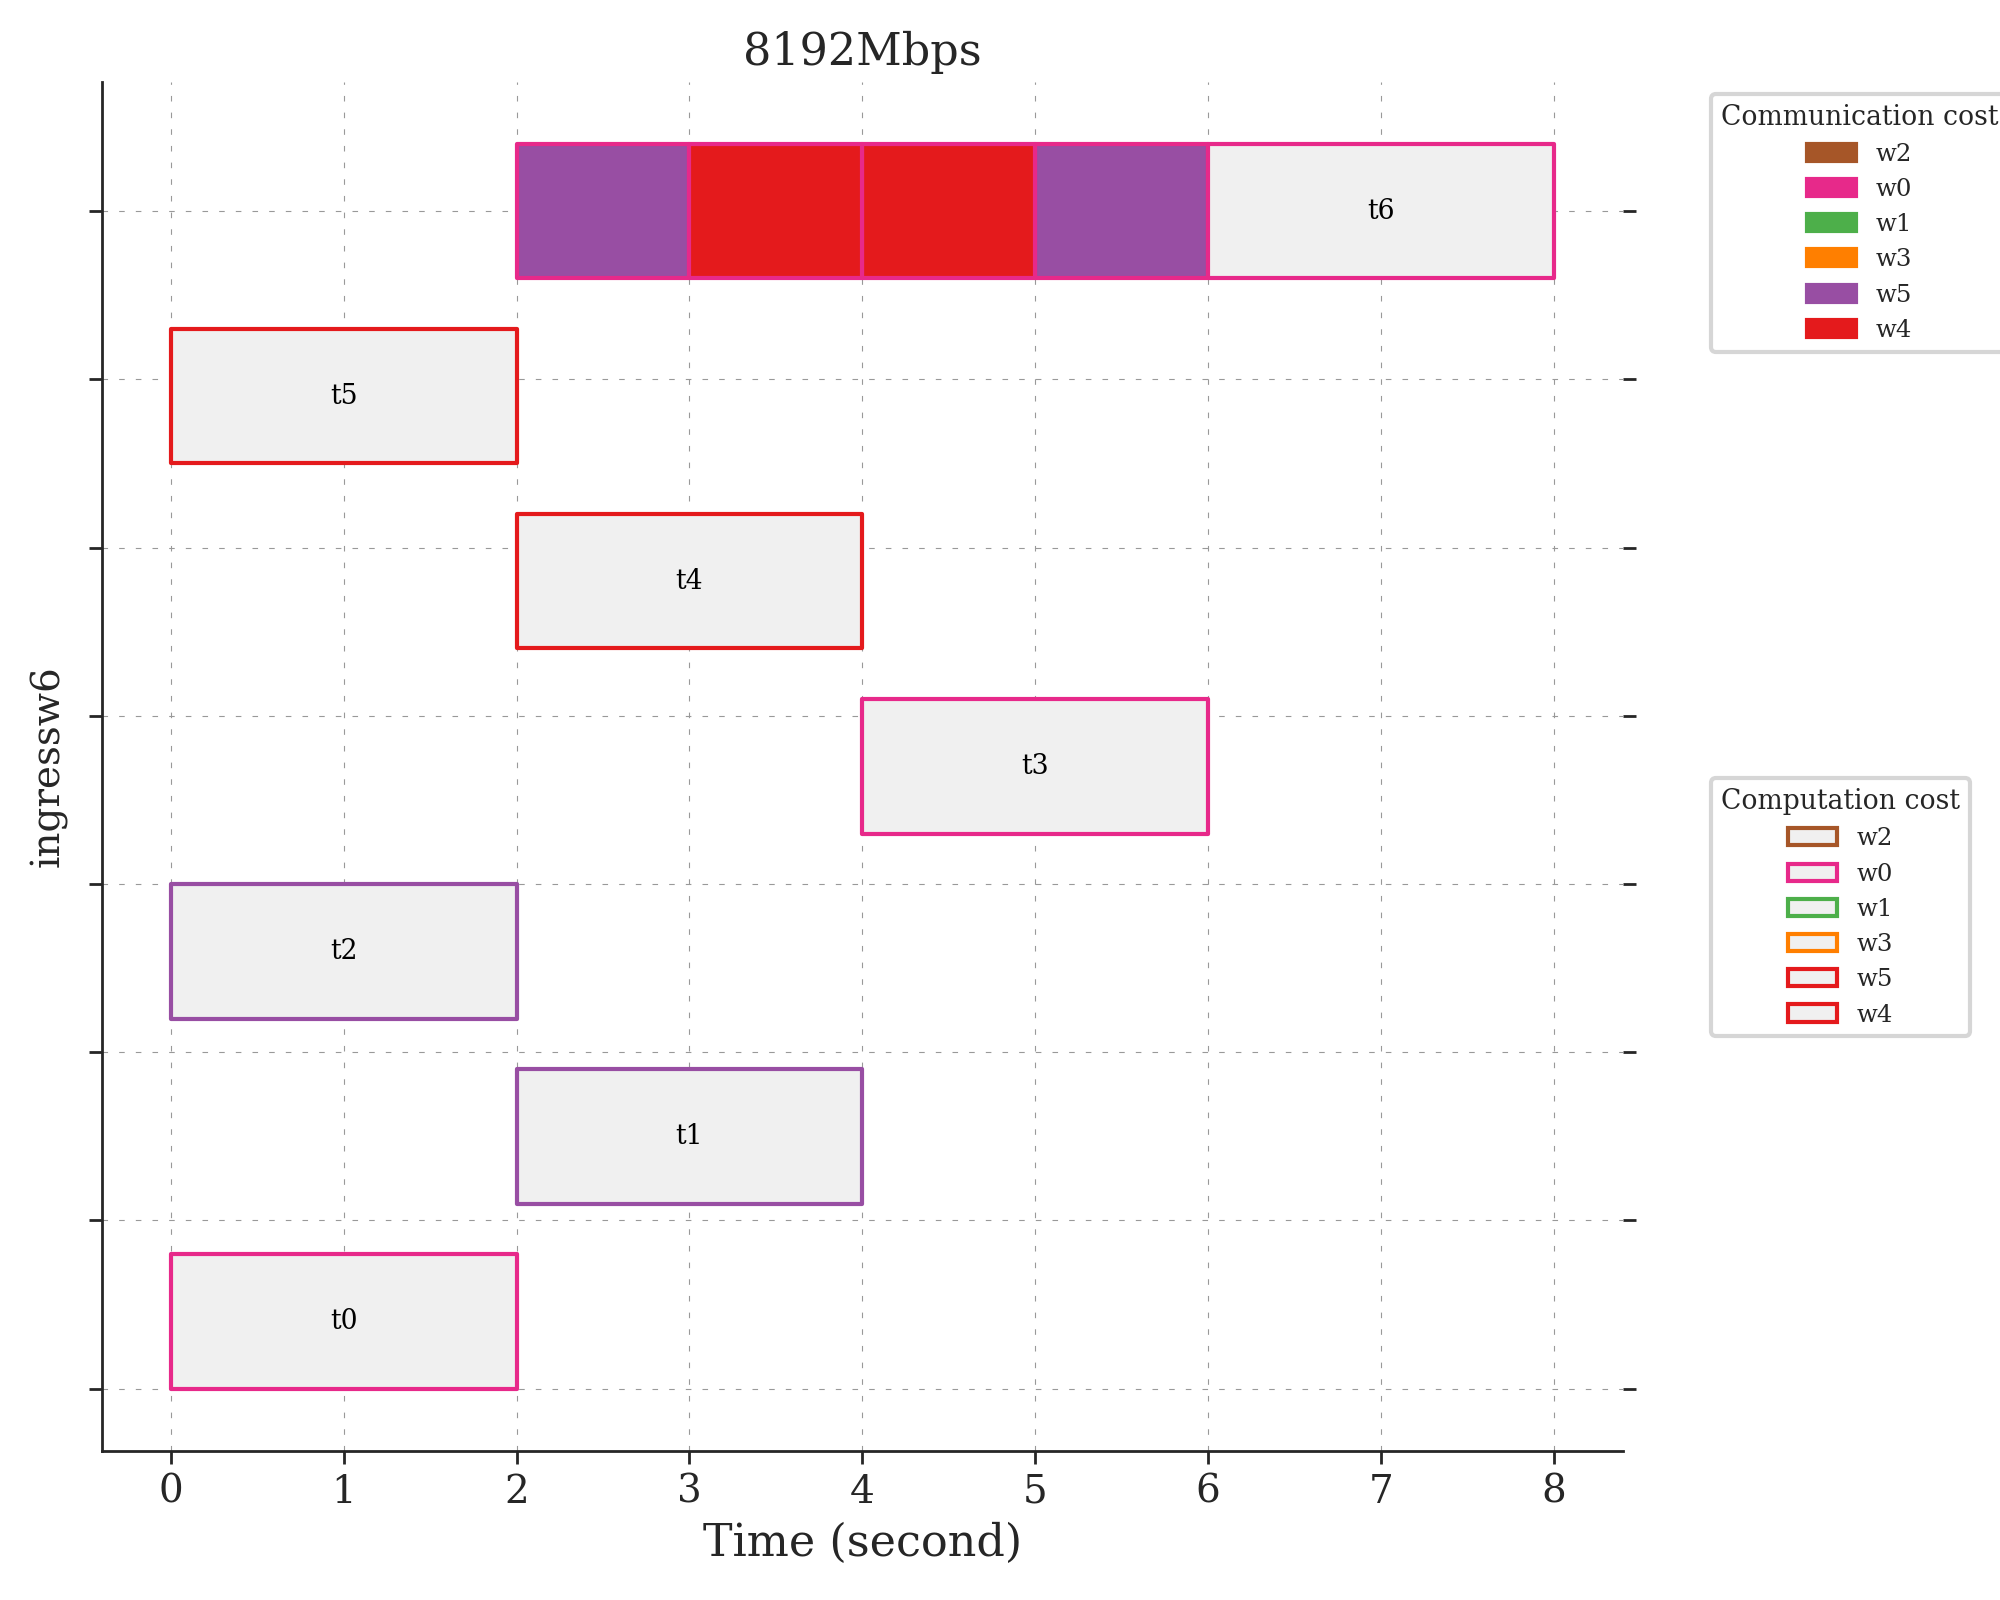 8192Mbps
Communication cost
w2
w0
w1
w3
w5
w4
t6
t5
t4
t3
t2
t1
t0
ingressw6
Computation cost
w2
w0
w1
w3
w5
w4
0 1 2 3 4 5 6 7 8
Time (second)